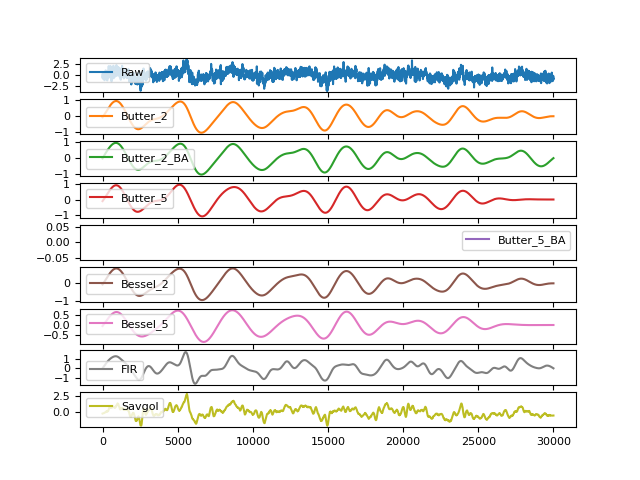 2.5
0.0
−2.5
Raw
1
0
−1
Butter_2
1
0
−1
Butter_2_BA
1
0
−1
Butter_5
0.05
0.00
−0.05
Butter_5_BA
0
−1
Bessel_2
0.5
0.0
−0.5
Bessel_5
1
0
−1
FIR
2.5
0.0
Savgol
0 5000 10000 15000 20000 25000 30000